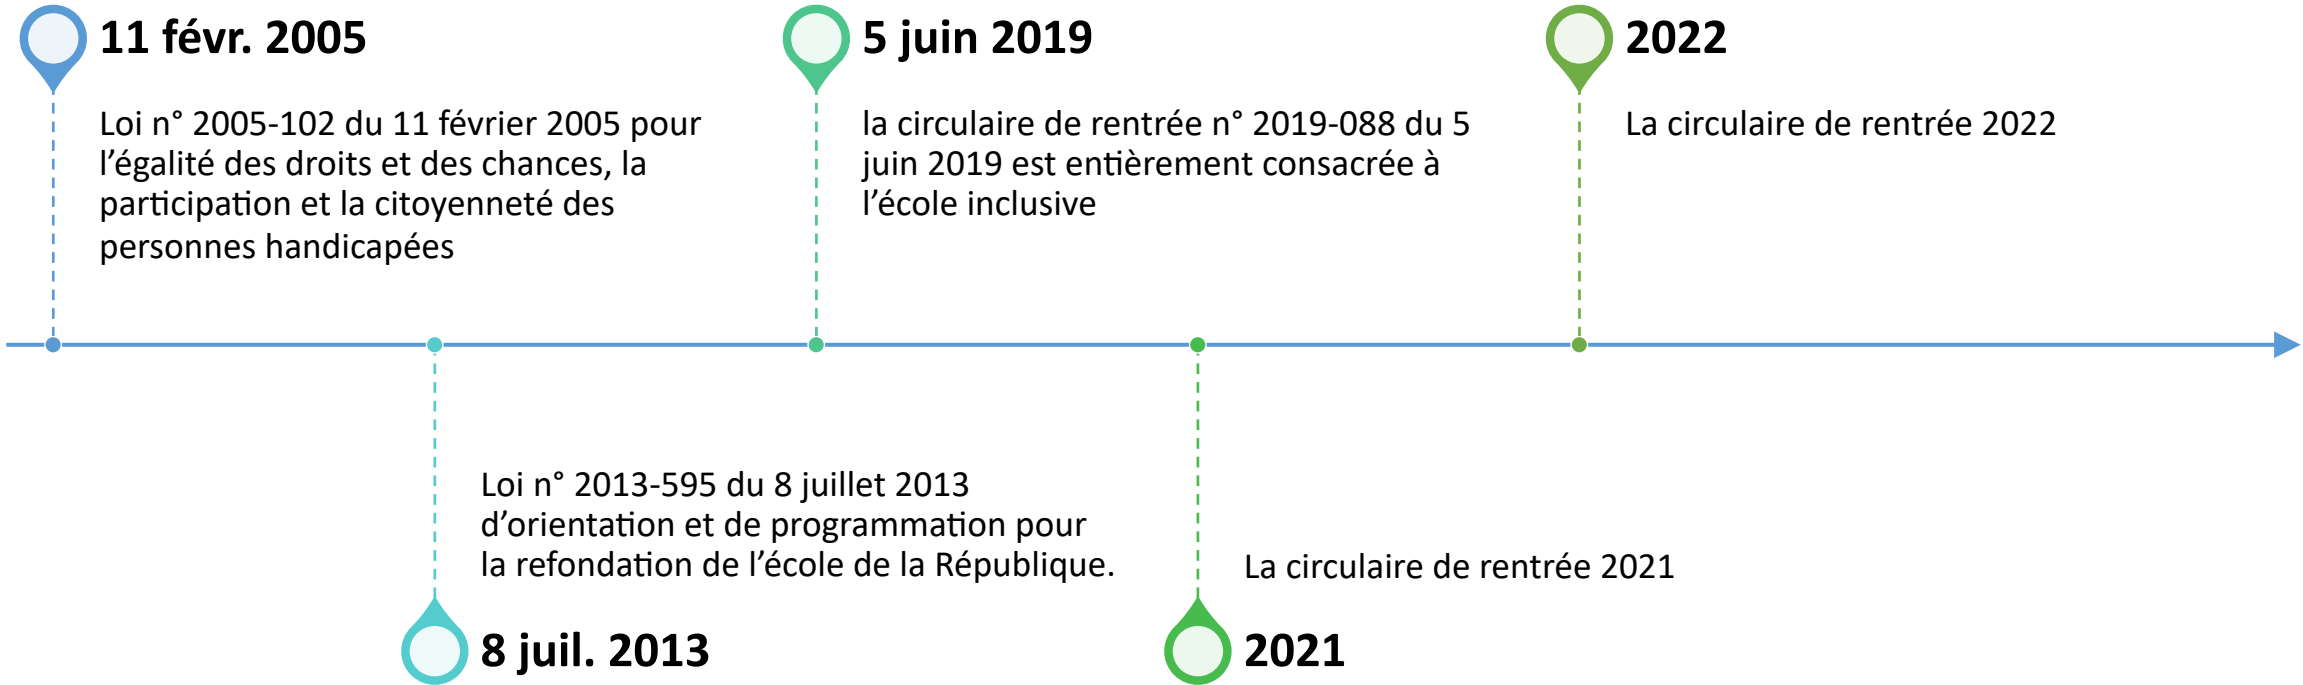 11 févr. 2005
Loi n° 2005-102 du 11 février 2005 pour
l’égalité des droits et des chances, la
participation et la citoyenneté des
personnes handicapées
Loi n° 2013-595 du 8 juillet 2013
d’orientation et de programmation pour
la refondation de l’école de la République.
8 juil. 2013
5 juin 2019
la circulaire de rentrée n° 2019-088 du 5
juin 2019 est entièrement consacrée à
l’école inclusive
La circulaire de rentrée 2021
2021
2022
La circulaire de rentrée 2022